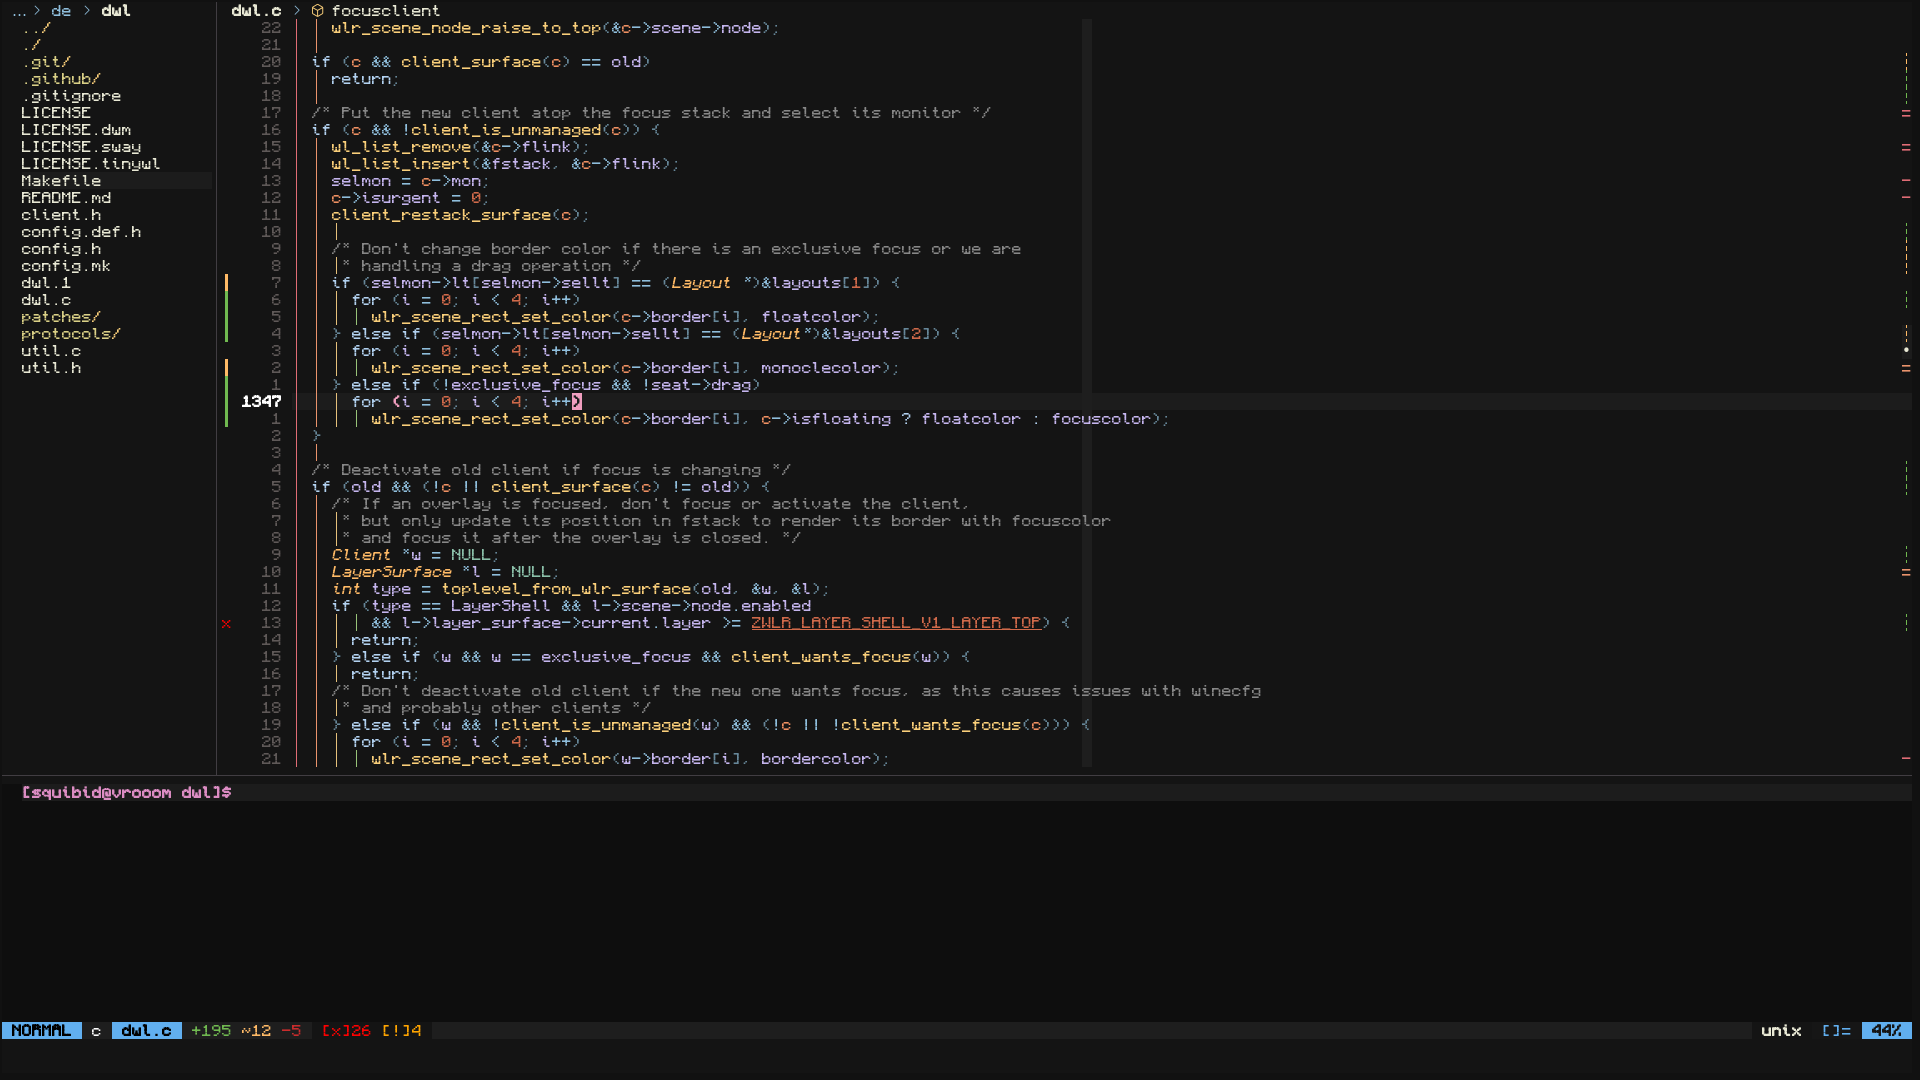 ... > de > dwl
../
./
.git/
.github/
.gitignore
LICENSE
LICENSE.dwm
LICENSE.sway
LICENSE.tinywl
Makefile
README.md
client.h
config.def.h
config.h
config.mk
dwl.1
dwl.c
patches/
protocols/
util.c
util.h
dwl.c > focusclient
22 wlr_scene_node_raise_to_top(&c->scene->node);
21
20 if (c && client_surface(c) == old)
19 return;
18
17 /* Put the new client atop the focus stack and select its monitor */
16 if (c && !client_is_unmanaged(c)) {
15 wl_list_remove(&c->flink);
14 wl_list_insert(&fstack, &c->flink);
13 selmon = c->mon;
12 c->isurgent = 0;
11 client_restack_surface(c);
10
9 /* Don't change border color if there is an exclusive focus or we are
8 * handling a drag operation */
7 if (selmon->lt[selmon->sellt] == (Layout *)&layouts[1]) {
6 for (i = 0; i < 4; i++)
5 wlr_scene_rect_set_color(c->border[i], floatcolor);
4 } else if (selmon->lt[selmon->sellt] == (Layout*)&layouts[2]) {
3 for (i = 0; i < 4; i++)
2 wlr_scene_rect_set_color(c->border[i], monoclecolor);
1 } else if (!exclusive_focus && !seat->drag)
1347 for (i = 0; i < 4; i++)
1 wlr_scene_rect_set_color(c->border[i], c->isfloating ? floatcolor : focuscolor);
2 }
3
4 /* Deactivate old client if focus is changing */
5 if (old && (!c || client_surface(c) != old)) {
6 /* If an overlay is focused, don't focus or activate the client,
7 * but only update its position in fstack to render its border with focuscolor
8 * and focus it after the overlay is closed. */
9 Client *w = NULL;
10 LayerSurface *l = NULL;
11 int type = toplevel_from_wlr_surface(old, &w, &l);
12 if (type == LayerShell && l->scene->node.enabled
x 13 && l->layer_surface->current.layer >= ZWLR_LAYER_SHELL_V1_LAYER_TOP) {
14 return;
15 } else if (w && w == exclusive_focus && client_wants_focus(w)) {
16 return;
17 /* Don't deactivate old client if the new one wants focus, as this causes issues with winecfg
18 * and probably other clients */
19 } else if (w && !client_is_unmanaged(w) && (!c || !client_wants_focus(c))) {
20 for (i = 0; i < 4; i++)
21 wlr_scene_rect_set_color(w->border[i], bordercolor);
[squibid@vrooom dwl]$
NORMAL c dwl.c +195 ~12 -5 [x]26 [!]4 unix []= 44%